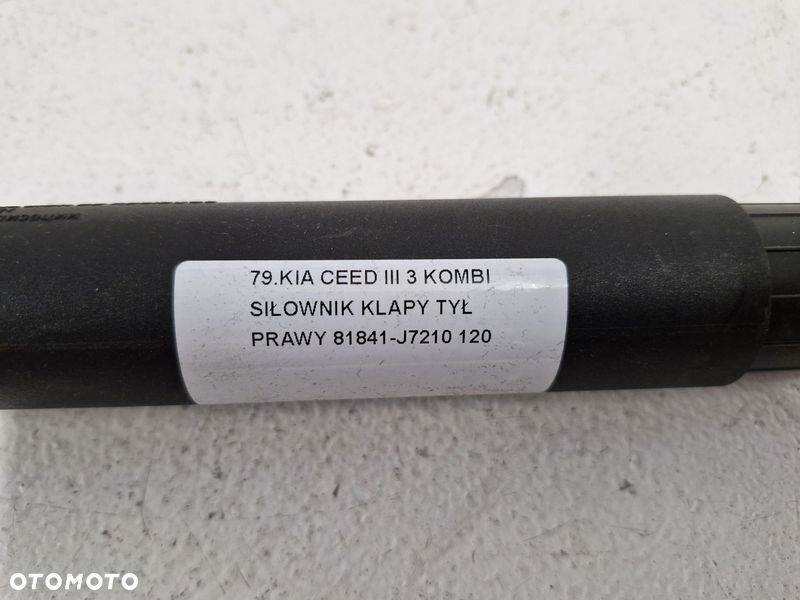 79.KIA CEED III 3 KOMBI
SIŁOWNIK KLAPY TYŁ
PRAWY 81841-J7210 120
OTOMOTO